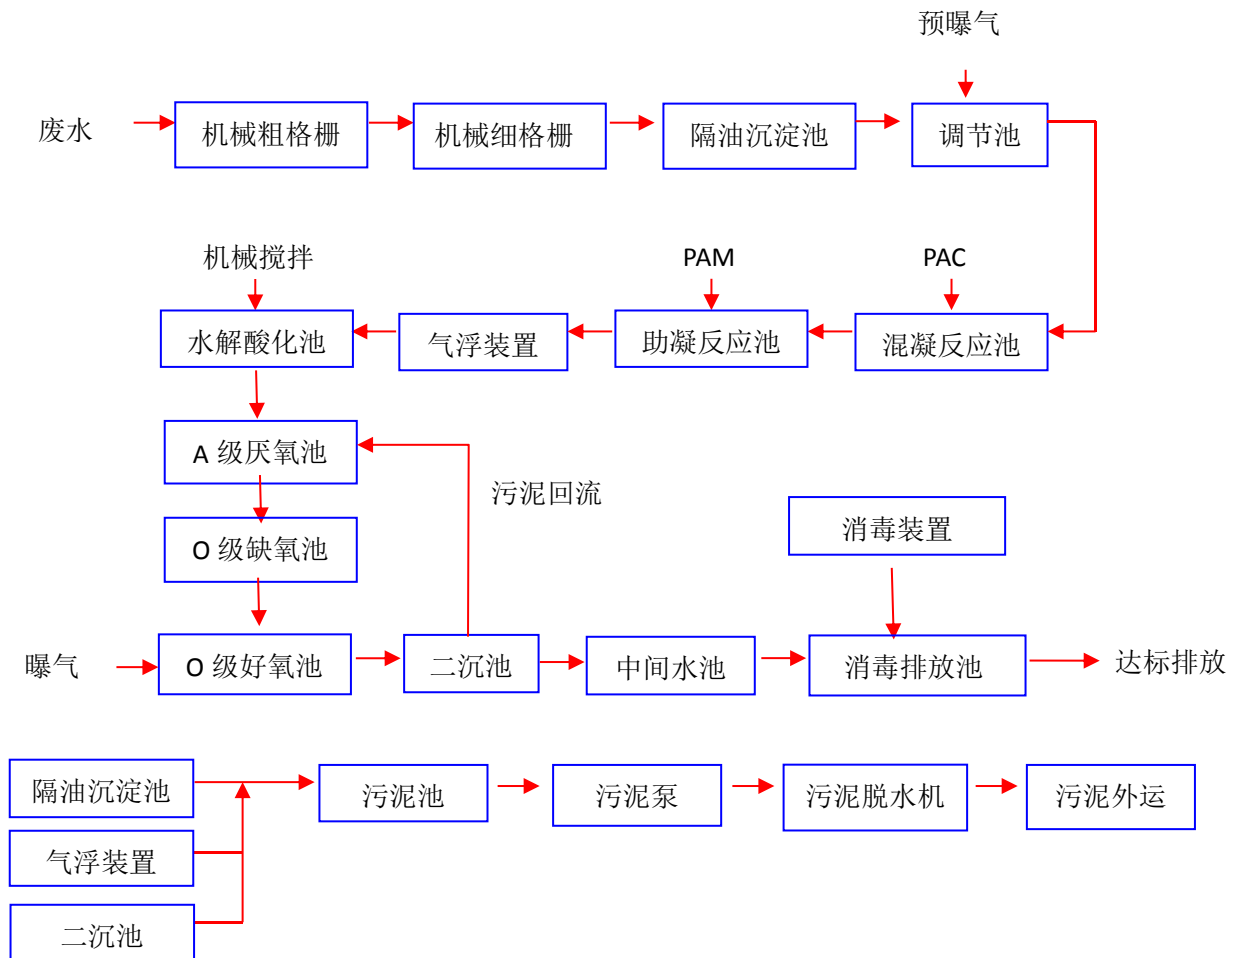 预曝气
废水
机械粗格栅
机械细格栅
隔油沉淀池
调节池
机械搅拌
PAM
PAC
水解酸化池
气浮装置
助凝反应池
混凝反应池
A 级厌氧池
污泥回流
消毒装置
O 级缺氧池
曝气
O 级好氧池
二沉池
中间水池
消毒排放池
达标排放
隔油沉淀池
污泥池
污泥泵
污泥脱水机
污泥外运
气浮装置
二沉池